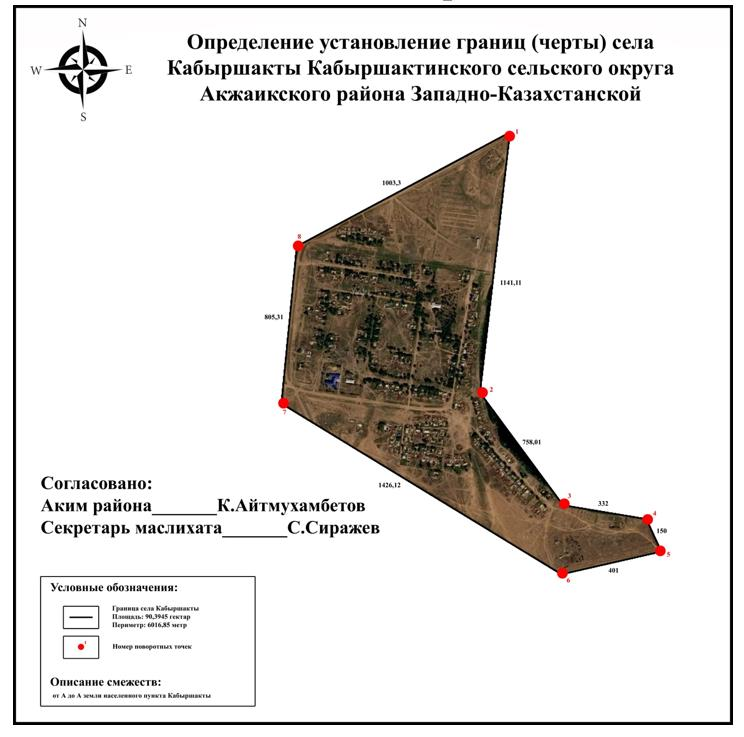 N
W E
S
Определение установление границ (черты) села
Кабыршакты Кабыршактинского сельского округа
Акжаикского района Западно-Казахстанской
1
1003,3
8
1141,11
805,31
2
7
758,01
1426,12
3
332
4
150
5
401
6
Согласовано:
Аким района_______К.Айтмухамбетов
Секретарь маслихата_______С.Сиражев
Условные обозначения:
Граница села Кабыршакты
Площадь: 90,3945 гектар
Периметр: 6016,85 метр
1
Номер поворотных точек
Описание смежеств:
от А до А земли населенного пункта Кабыршакты